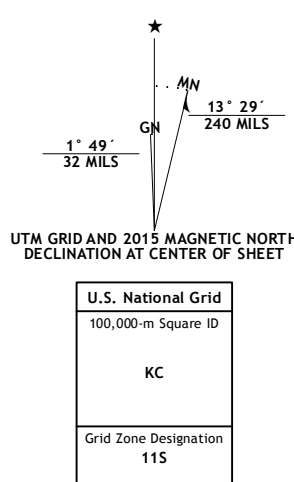 ★
MN
GN
13° 29´
240 MILS
1° 49´
32 MILS
UTM GRID AND 2015 MAGNETIC NORTH
DECLINATION AT CENTER OF SHEET
U.S. National Grid
100,000-m Square ID
KC
Grid Zone Designation
11S